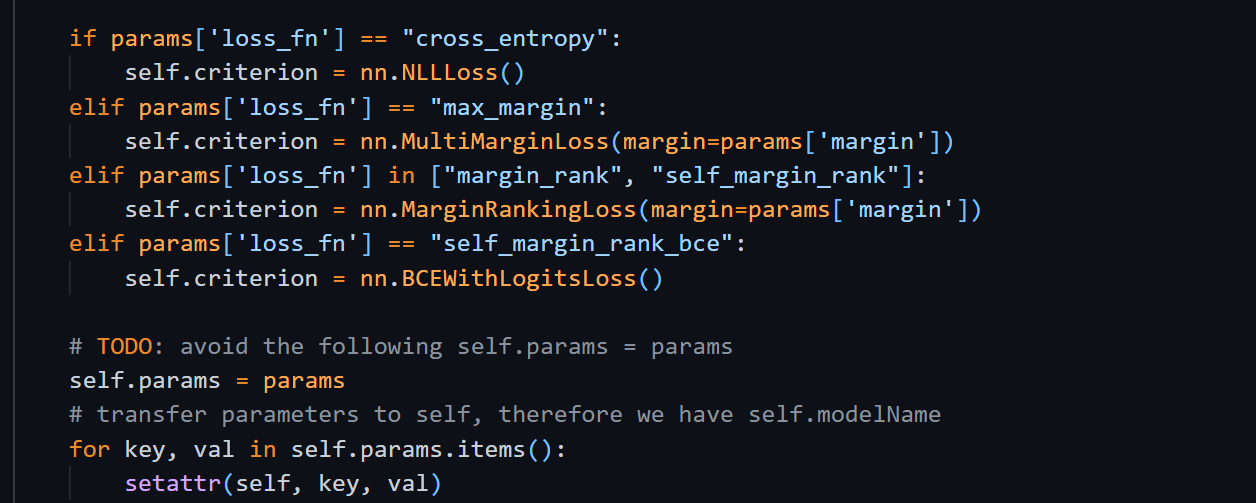 if params['loss_fn'] == "cross_entropy":
    self.criterion = nn.NLLLoss()
elif params['loss_fn'] == "max_margin":
    self.criterion = nn.MultiMarginLoss(margin=params['margin'])
elif params['loss_fn'] in ["margin_rank", "self_margin_rank"]:
    self.criterion = nn.MarginRankingLoss(margin=params['margin'])
elif params['loss_fn'] == "self_margin_rank_bce":
    self.criterion = nn.BCEWithLogitsLoss()

# TODO: avoid the following self.params = params
self.params = params
# transfer parameters to self, therefore we have self.modelName
for key, val in self.params.items():
    setattr(self, key, val)